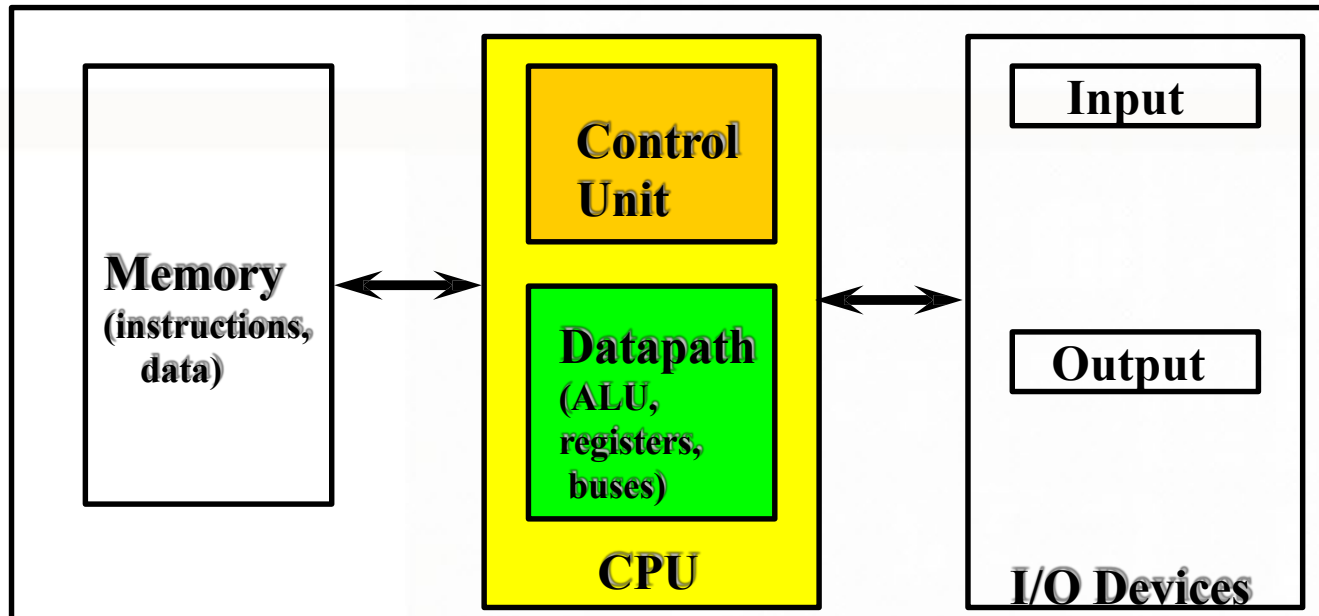 Memory
(instructions,
data)
Control
Unit
Datapath
(ALU,
registers,
buses)
CPU
Input
Output
I/O Devices